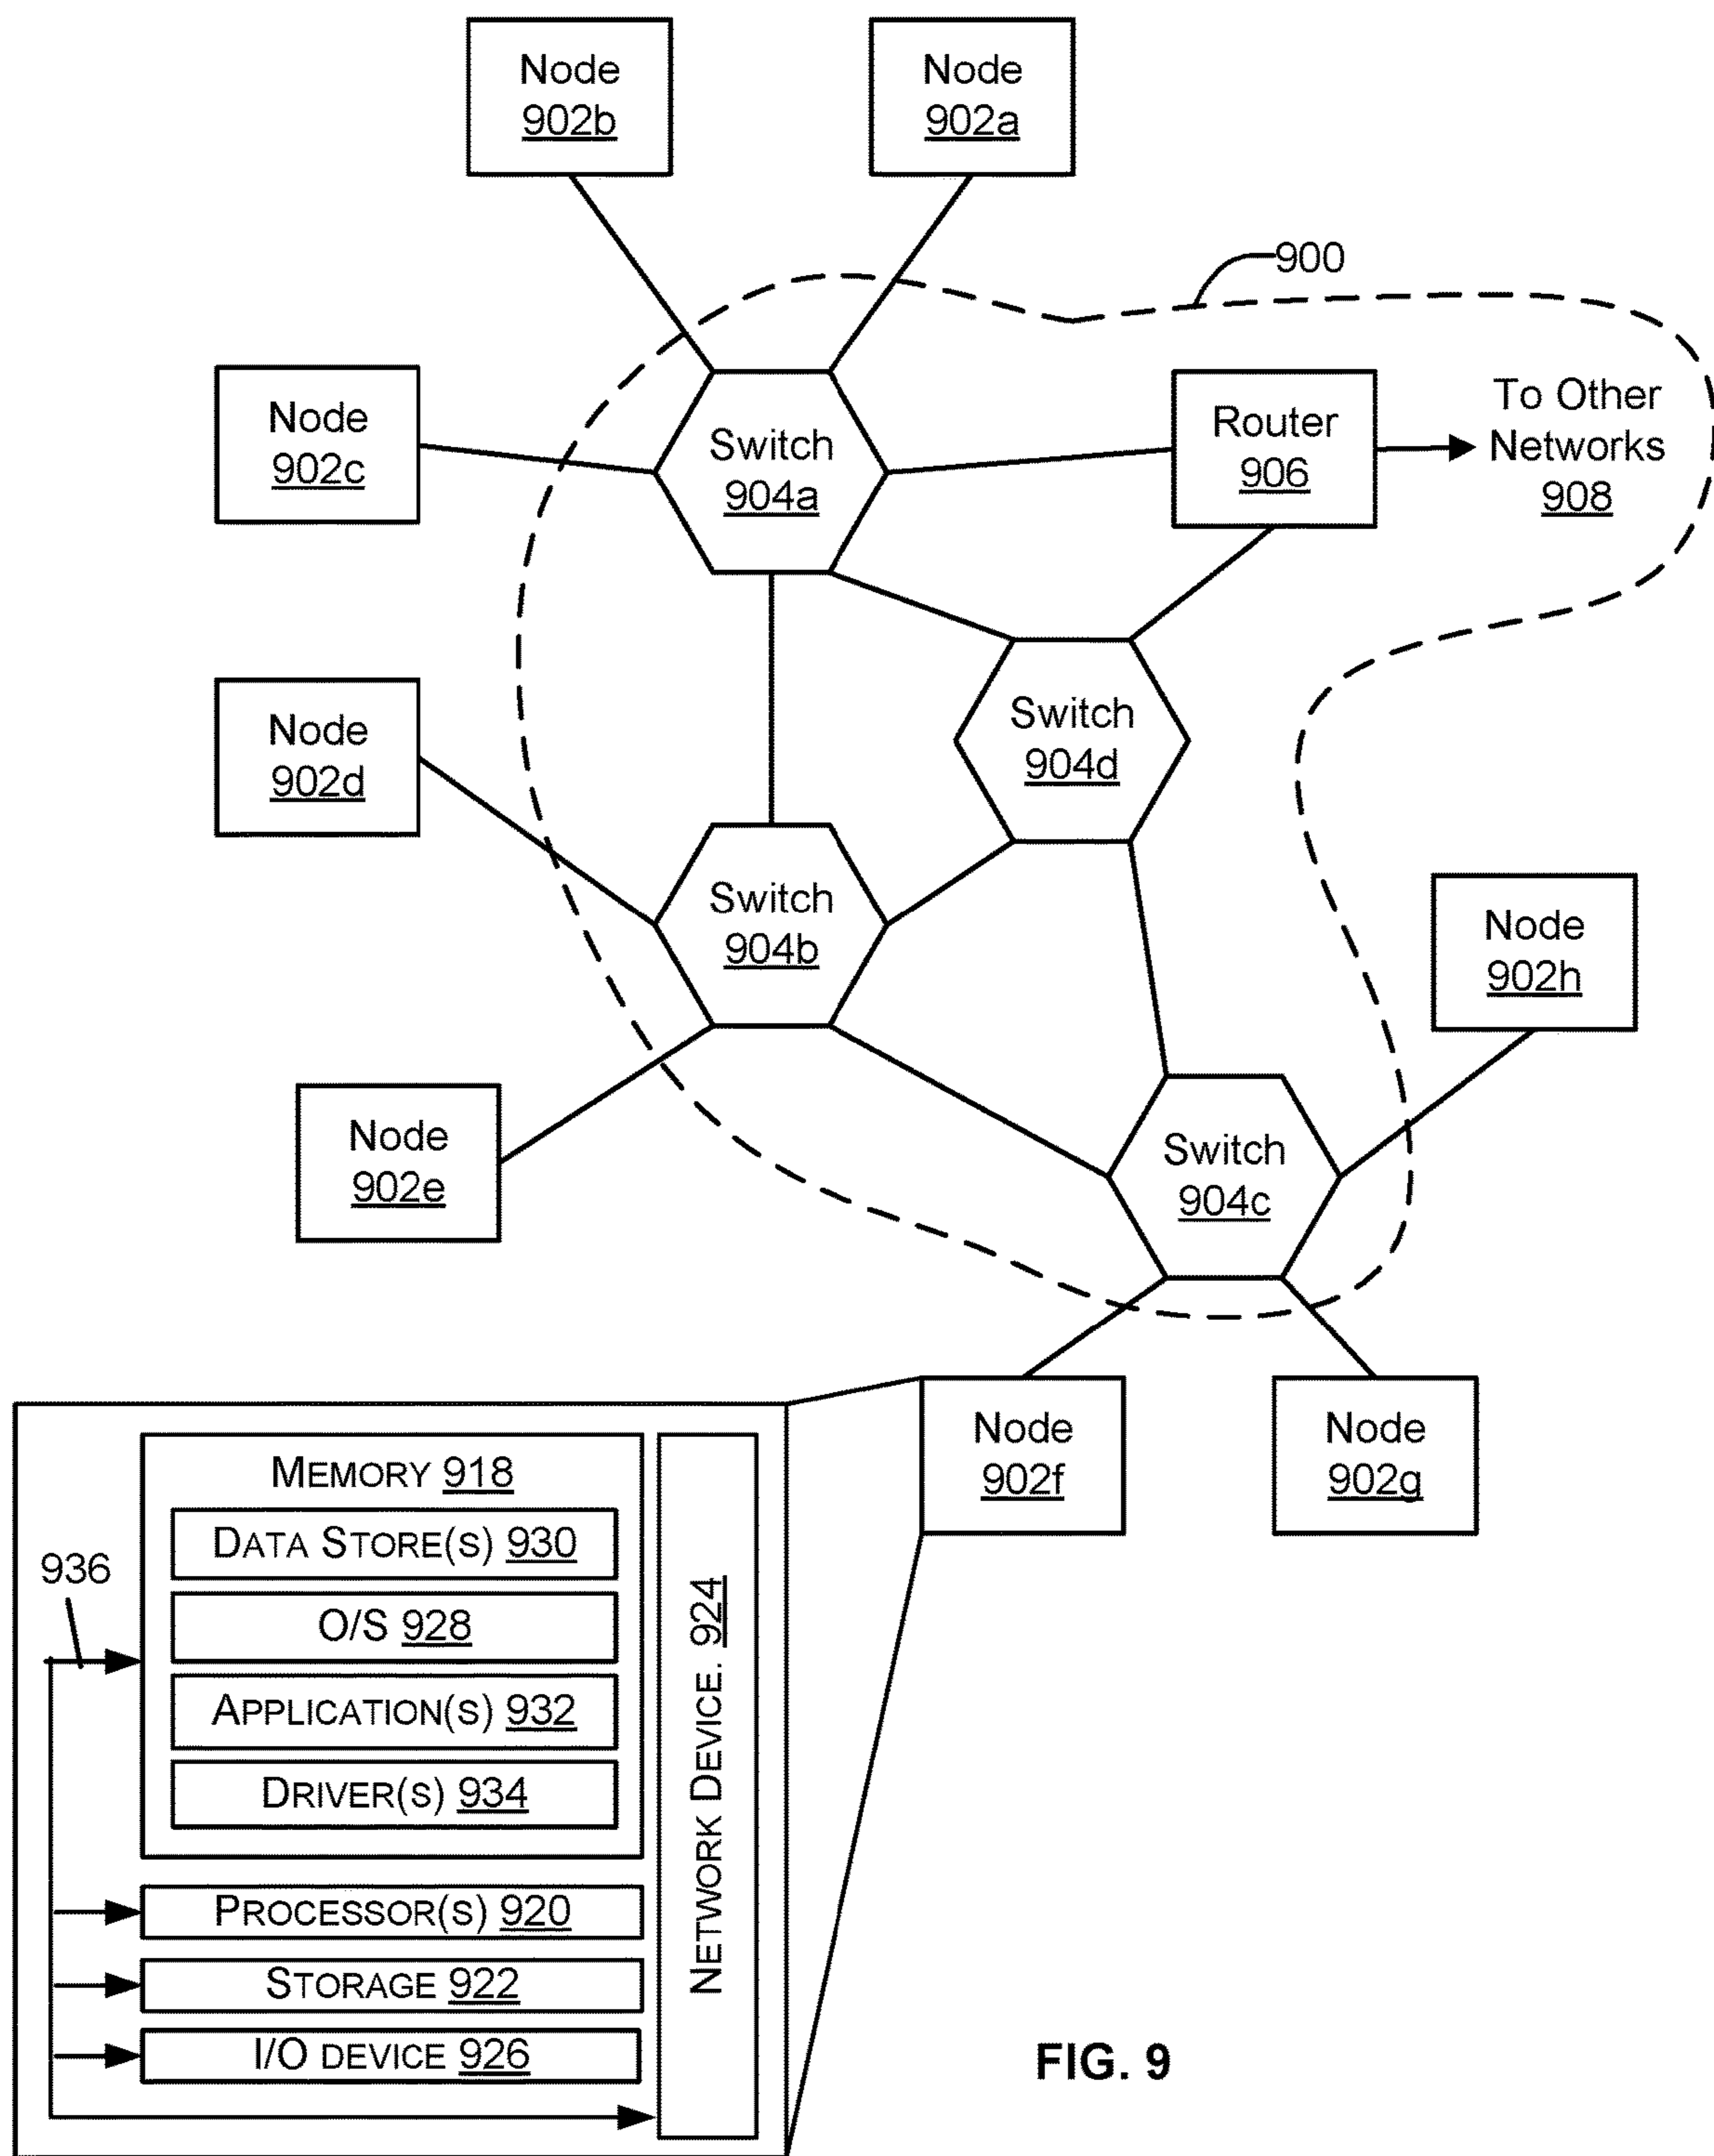 Node
902b
Node
902a
900
Node
902c
Switch
904a
Router
906
To Other
Networks
908
Node
902d
Switch
904d
Switch
904b
Node
902h
Node
902e
Switch
904c
Node
902f
Node
902g
MEMORY 918
DATA STORE(S) 930
936
O/S 928
APPLICATION(S) 932
DRIVER(S) 934
NETWORK DEVICE. 924
PROCESSOR(S) 920
STORAGE 922
I/O DEVICE 926
FIG. 9